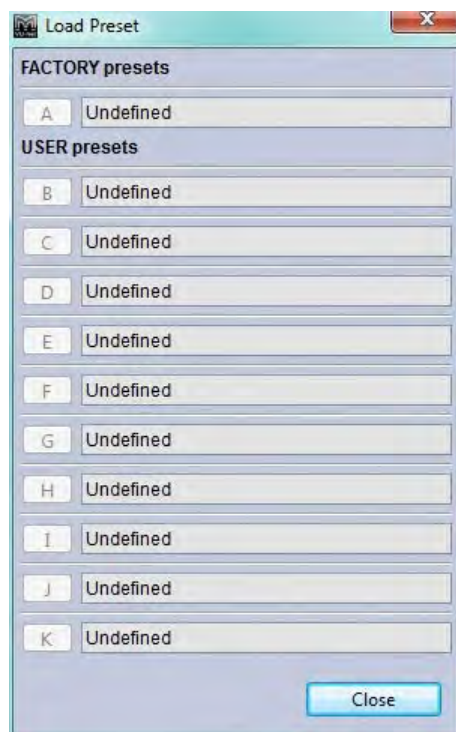 Load Preset
FACTORY presets
A Undefined
USER presets
B Undefined
C Undefined
D Undefined
E Undefined
F Undefined
G Undefined
H Undefined
I Undefined
J Undefined
K Undefined
Close